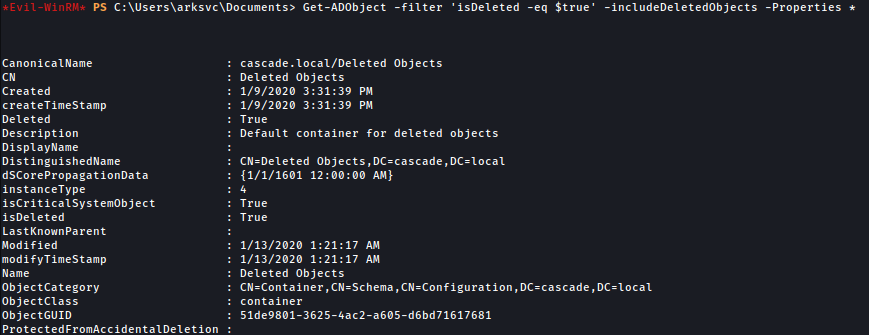 *Evil-WinRM* PS C:\Users\arksvc\Documents> Get-ADObject -filter 'isDeleted -eq $true' -includeDeletedObjects -Properties *
CanonicalName : cascade.local/Deleted Objects
CN : Deleted Objects
Created : 1/9/2020 3:31:39 PM
createTimeStamp : 1/9/2020 3:31:39 PM
Deleted : True
Description : Default container for deleted objects
DisplayName :
DistinguishedName : CN=Deleted Objects,DC=cascade,DC=local
dSCorePropagationData : {1/1/1601 12:00:00 AM}
instanceType : 4
isCriticalSystemObject : True
isDeleted : True
LastKnownParent :
Modified : 1/13/2020 1:21:17 AM
modifyTimeStamp : 1/13/2020 1:21:17 AM
Name : Deleted Objects
ObjectCategory : CN=Container,CN=Schema,CN=Configuration,DC=cascade,DC=local
ObjectClass : container
ObjectGUID : 51de9801-3625-4ac2-a605-d6bd71617681
ProtectedFromAccidentalDeletion :